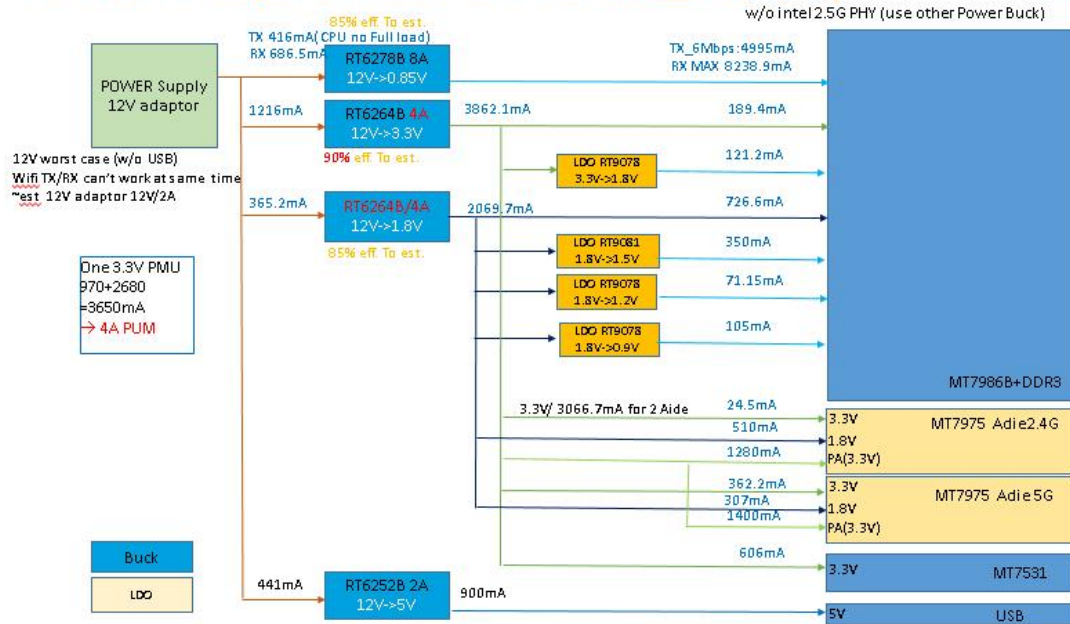 w/o intel 2.5G PHY (use other Power Buck)
85% eff. To est.
TX 416mA(CPU no Full load)
RX 686.5mA
RT6278B 8A
12V->0.85V
TX_6Mbps:4995mA
RX MAX 8238.9mA
POWER Supply
12V adaptor
1216mA
RT6264B 4A
12V->3.3V
3862.1mA
189.4mA
90% eff. To est.
12V worst case (w/o USB)
Wifi TX/RX can't work at same time
~est 12V adaptor 12V/2A
LDO RT9078
3.3V->1.8V
121.2mA
365.2mA
RT6264B/4A
12V->1.8V
2069.7mA
726.6mA
85% eff. To est.
LDO RT9081
1.8V->1.5V
350mA
One 3.3V PMU
970+2680
=3650mA
→ 4A PUM
LDO RT9078
1.8V->1.2V
71.15mA
LDO RT9078
1.8V->0.9V
105mA
MT7986B+DDR3
3.3V/ 3066.7mA for 2 Aide
24.5mA
3.3V
MT7975 Adie2.4G
510mA
1.8V
1280mA
PA(3.3V)
362.2mA
3.3V
MT7975 Adie 5G
307mA
1.8V
1400mA
PA(3.3V)
Buck
LDO
606mA
3.3V
MT7531
441mA
RT6252B 2A
12V->5V
900mA
5V
USB